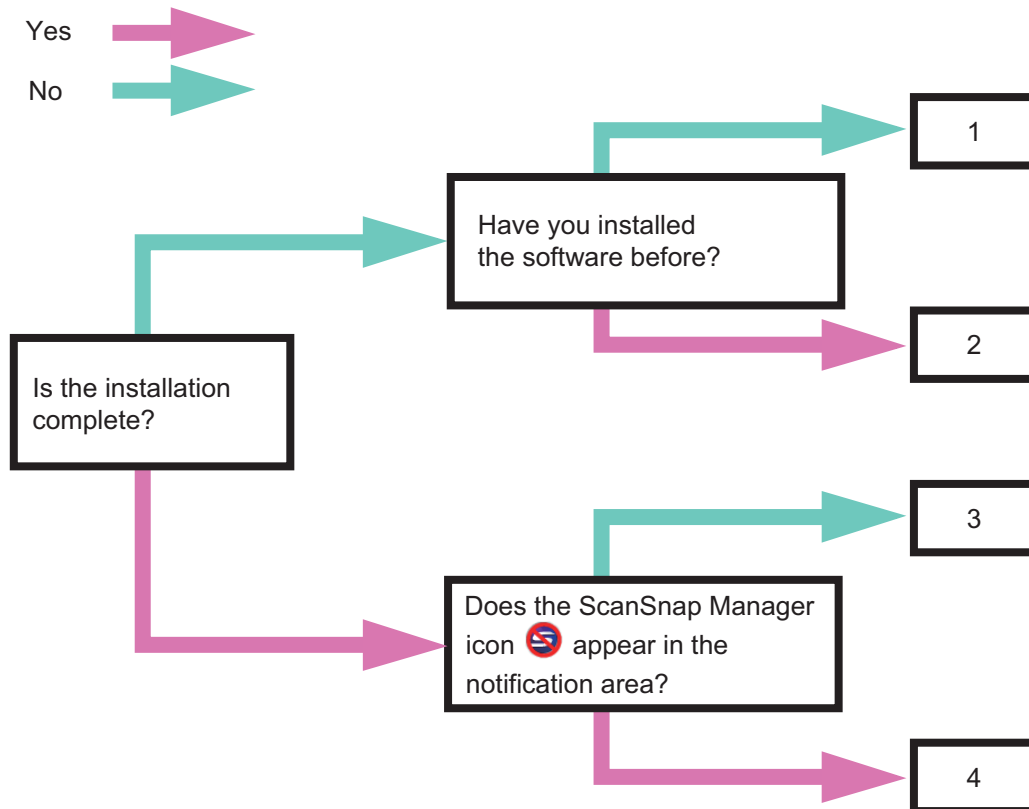 Yes
No
1
Have you installed
the software before?
2
Is the installation
complete?
3
Does the ScanSnap Manager
icon appear in the
notification area?
4